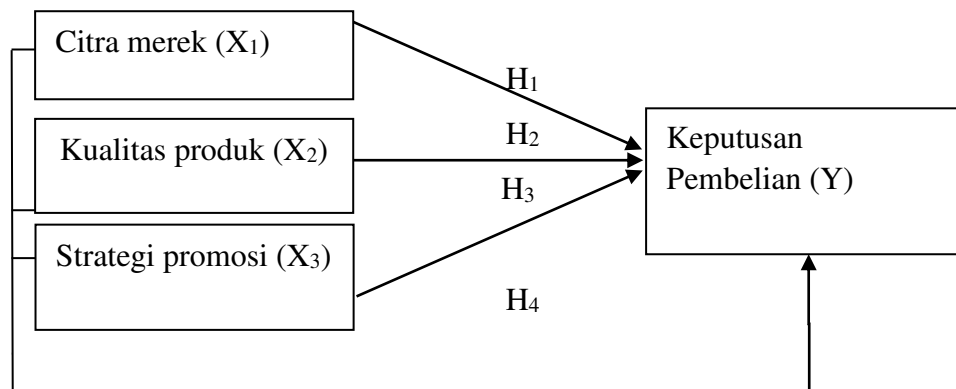 Citra merek (X₁)
H₁
Kualitas produk (X₂)
H₂
Keputusan
Pembelian (Y)
H₃
Strategi promosi (X₃)
H₄